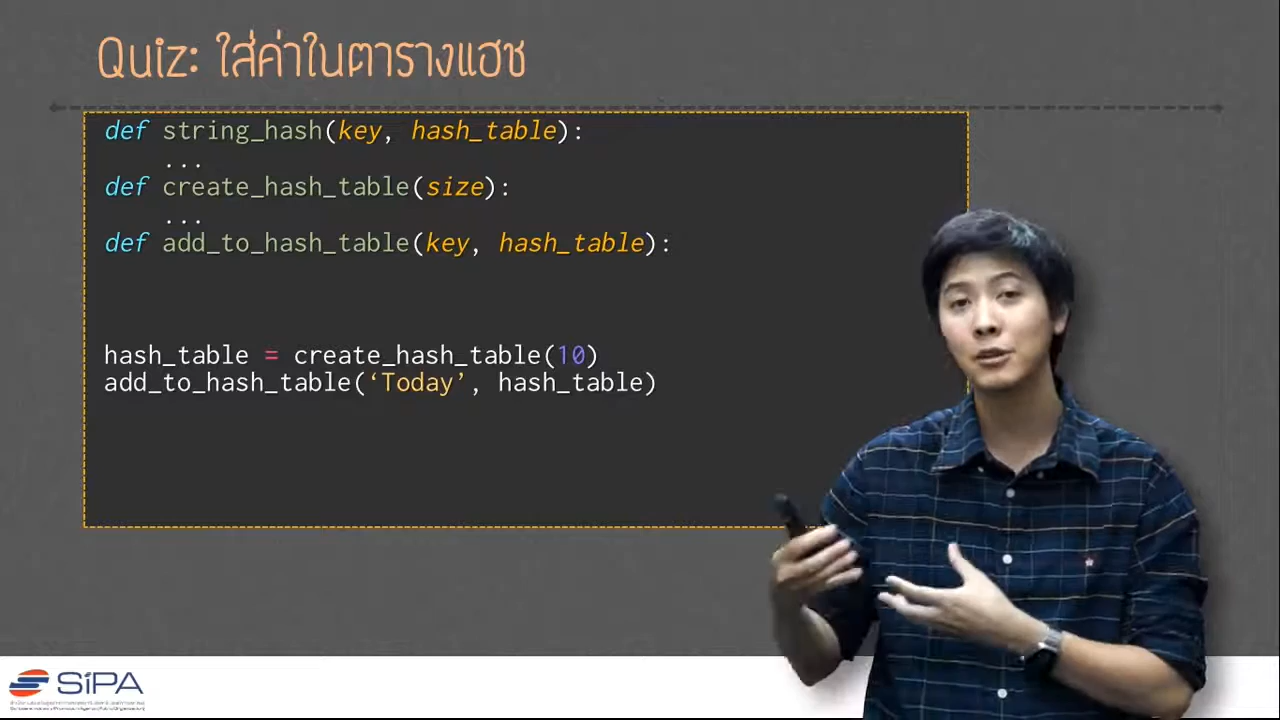 Quiz: ใส่ค่าในตารางแฮช
def string_hash(key, hash_table):
...
def create_hash_table(size):
...
def add_to_hash_table(key, hash_table):
hash_table = create_hash_table(10)
add_to_hash_table(‘Today’, hash_table)
SiPA